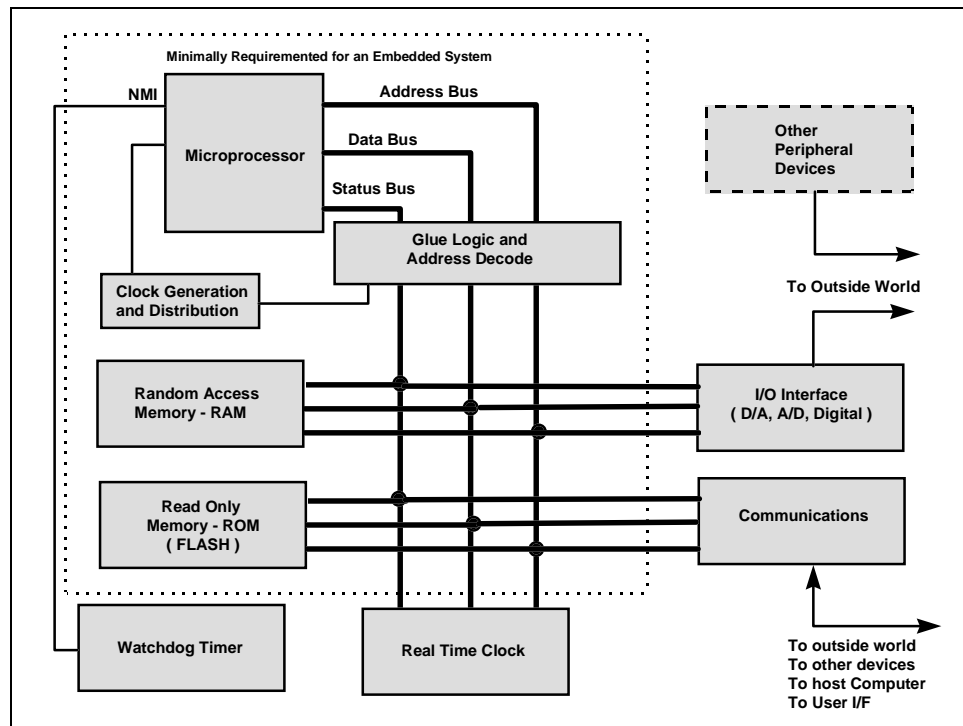 Minimally Requiremented for an Embedded System
NMI
Address Bus
Microprocessor
Data Bus
Status Bus
Other
Peripheral
Devices
Glue Logic and
Address Decode
Clock Generation
and Distribution
To Outside World
Random Access
Memory - RAM
I/O Interface
( D/A, A/D, Digital )
Read Only
Memory - ROM
( FLASH )
Communications
Watchdog Timer
Real Time Clock
To outside world
To other devices
To host Computer
To User I/F